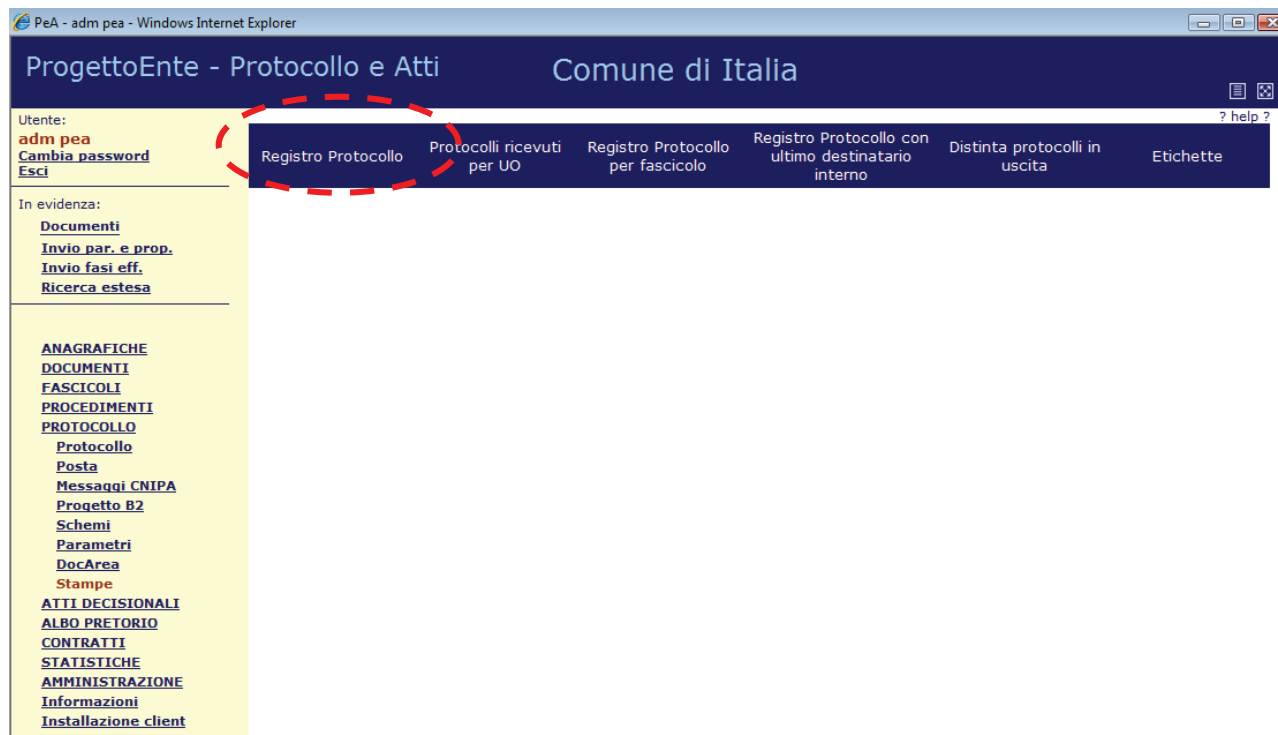 PeA - adm pea - Windows Internet Explorer
ProgettoEnte - Protocollo e Atti Comune di Italia
? help ?
Utente:
adm pea
Cambia password
Esci
Registro Protocollo
Protocolli ricevuti
per UO
Registro Protocollo
per fascicolo
Registro Protocollo con
ultimo destinatario
interno
Distinta protocolli in
uscita
Etichette
In evidenza:
Documenti
Invio par. e prop.
Invio fasi eff.
Ricerca estesa
ANAGRAFICHE
DOCUMENTI
FASCICOLI
PROCEDIMENTI
PROTOCOLLO
Protocollo
Posta
Messaggi CNIPA
Progetto B2
Schemi
Parametri
DocArea
Stampe
ATTI DECISIONALI
ALBO PRETORIO
CONTRATTI
STATISTICHE
AMMINISTRAZIONE
Informazioni
Installazione client